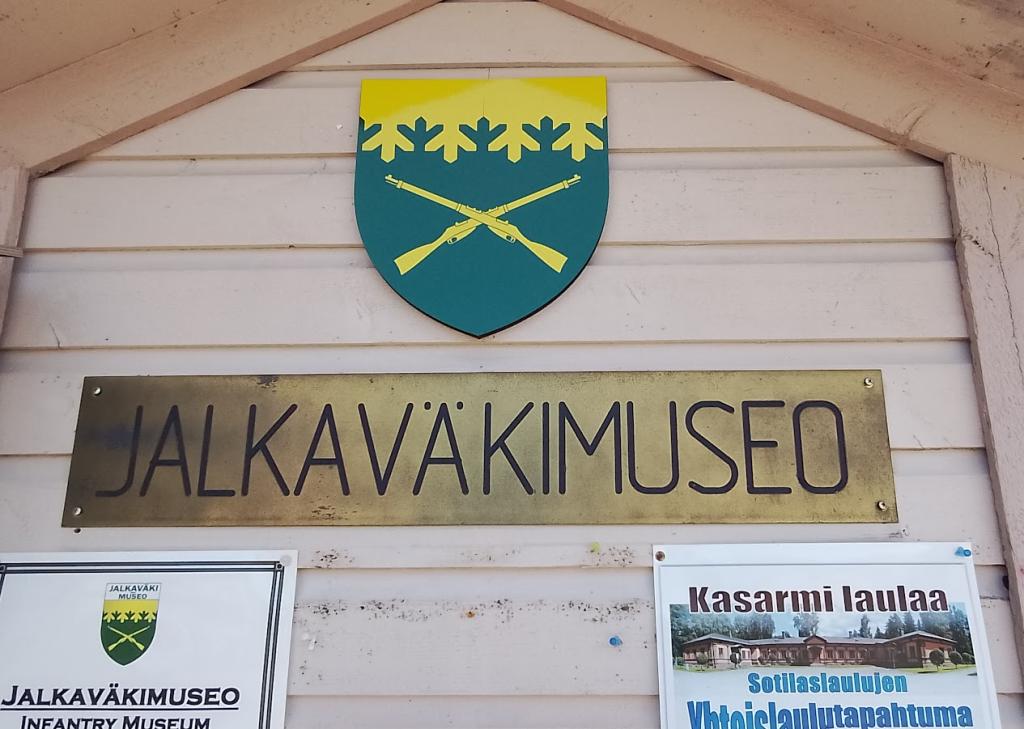 JALKAVÄKIMUSEO
JALKAVÄKI
MUSEO
JALKAVÄKIMUSEO
INFANTRY MUSEUM
Kasarmi laulaa
Sotilaslaulujen
Yhteislaulutapahtuma